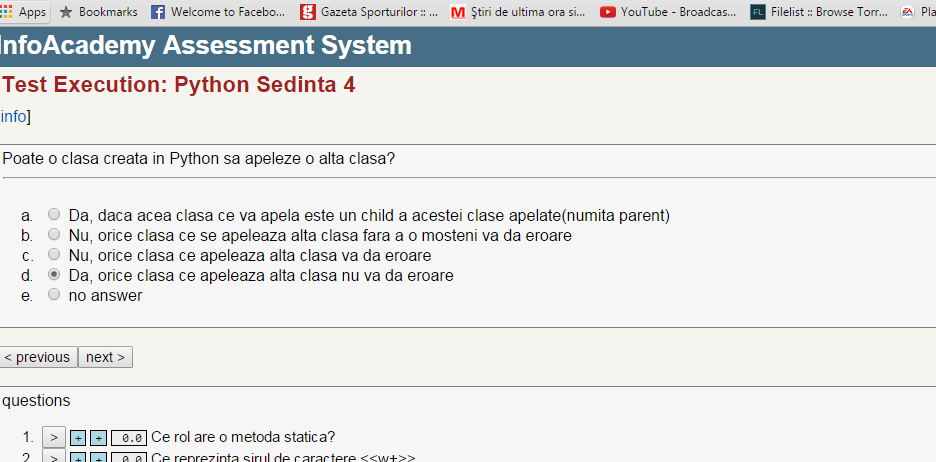 Apps Bookmarks Welcome to Facebo... Gazeta Sporturilor :: ... Știri de ultima ora si... YouTube - Broadcas... FL Filelist :: Browse Torr... EA Pla
InfoAcademy Assessment System
Test Execution: Python Sedinta 4
info]
Poate o clasa creata in Python sa apeleze o alta clasa?
a. Da, daca acea clasa ce va apela este un child a acestei clase apelate(numita parent)
b. Nu, orice clasa ce se apeleaza alta clasa fara a o mosteni va da eroare
c. Nu, orice clasa ce apeleaza alta clasa va da eroare
d. Da, orice clasa ce apeleaza alta clasa nu va da eroare
e. no answer
< previous next >
questions
1. > + + 0.0 Ce rol are o metoda statica?
2. > + + 0.0 Ce reprezinta sirul de caractere <<w+>>